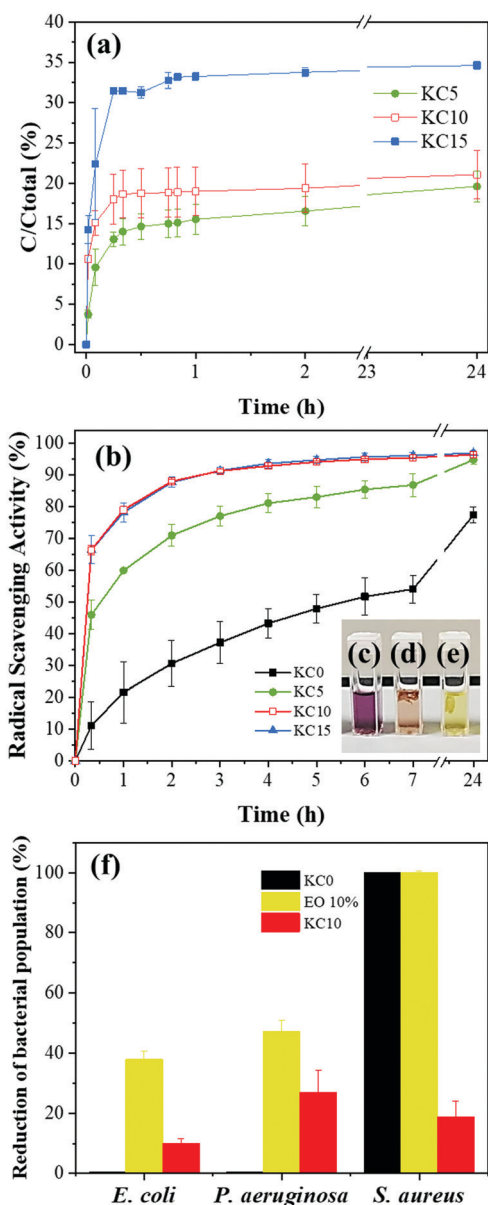 (a)
C/Ctotal (%)
40
35
30
25
20
15
10
5
0
KC5
KC10
KC15
0 1 2 23 24
Time (h)
(b)
Radical Scavenging Activity (%)
100
90
80
70
60
50
40
30
20
10
0
KC0
KC5
KC10
KC15
(c) (d) (e)
0 1 2 3 4 5 6 7 24
Time (h)
(f)
Reduction of bacterial population (%)
100
80
60
40
20
0
KC0
EO 10%
KC10
E. coli P. aeruginosa S. aureus